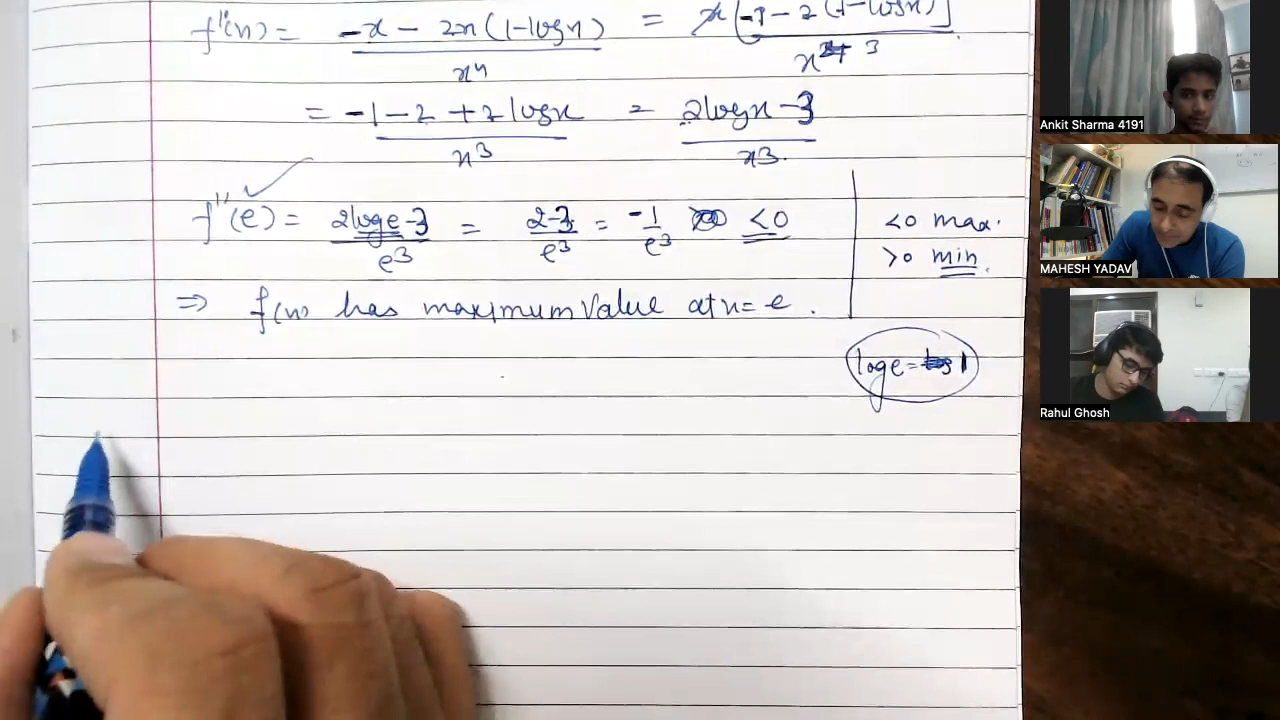 f''(x) = -x - 2x(1-logx) / x⁴ = x[-1-2(1-logx)] / x³
= -1-2+2logx / x³ = 2logx-3 / x³
f''(e) = 2loge-3 / e³ = 2-3 / e³ = -1 / e³ <0
<0 max.
>0 min.
⇒ f(x) has maximum value at x=e.
loge = 1
Ankit Sharma 4191
MAHESH YADAV
Rahul Ghosh